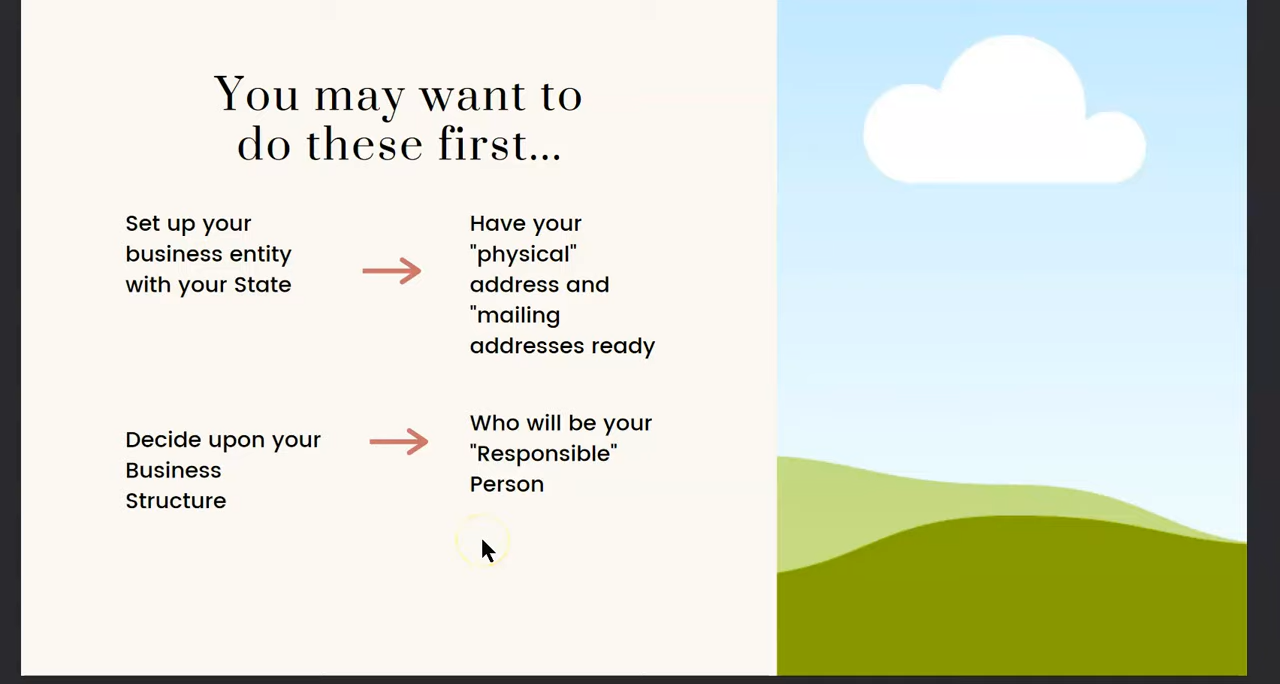 You may want to
do these first...
Set up your
business entity
with your State
Have your
"physical"
address and
"mailing
addresses ready
Decide upon your
Business
Structure
Who will be your
"Responsible"
Person